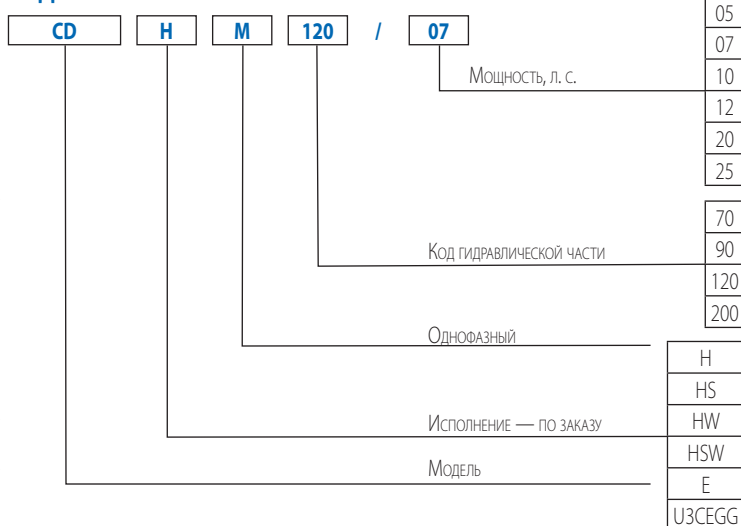 CD H M 120 / 07
Мощность, л. с.
05
07
10
12
20
25
Код гидравлической части
70
90
120
200
Однофазный
Исполнение — по заказу
H
HS
HW
HSW
E
U3CEGG
Модель